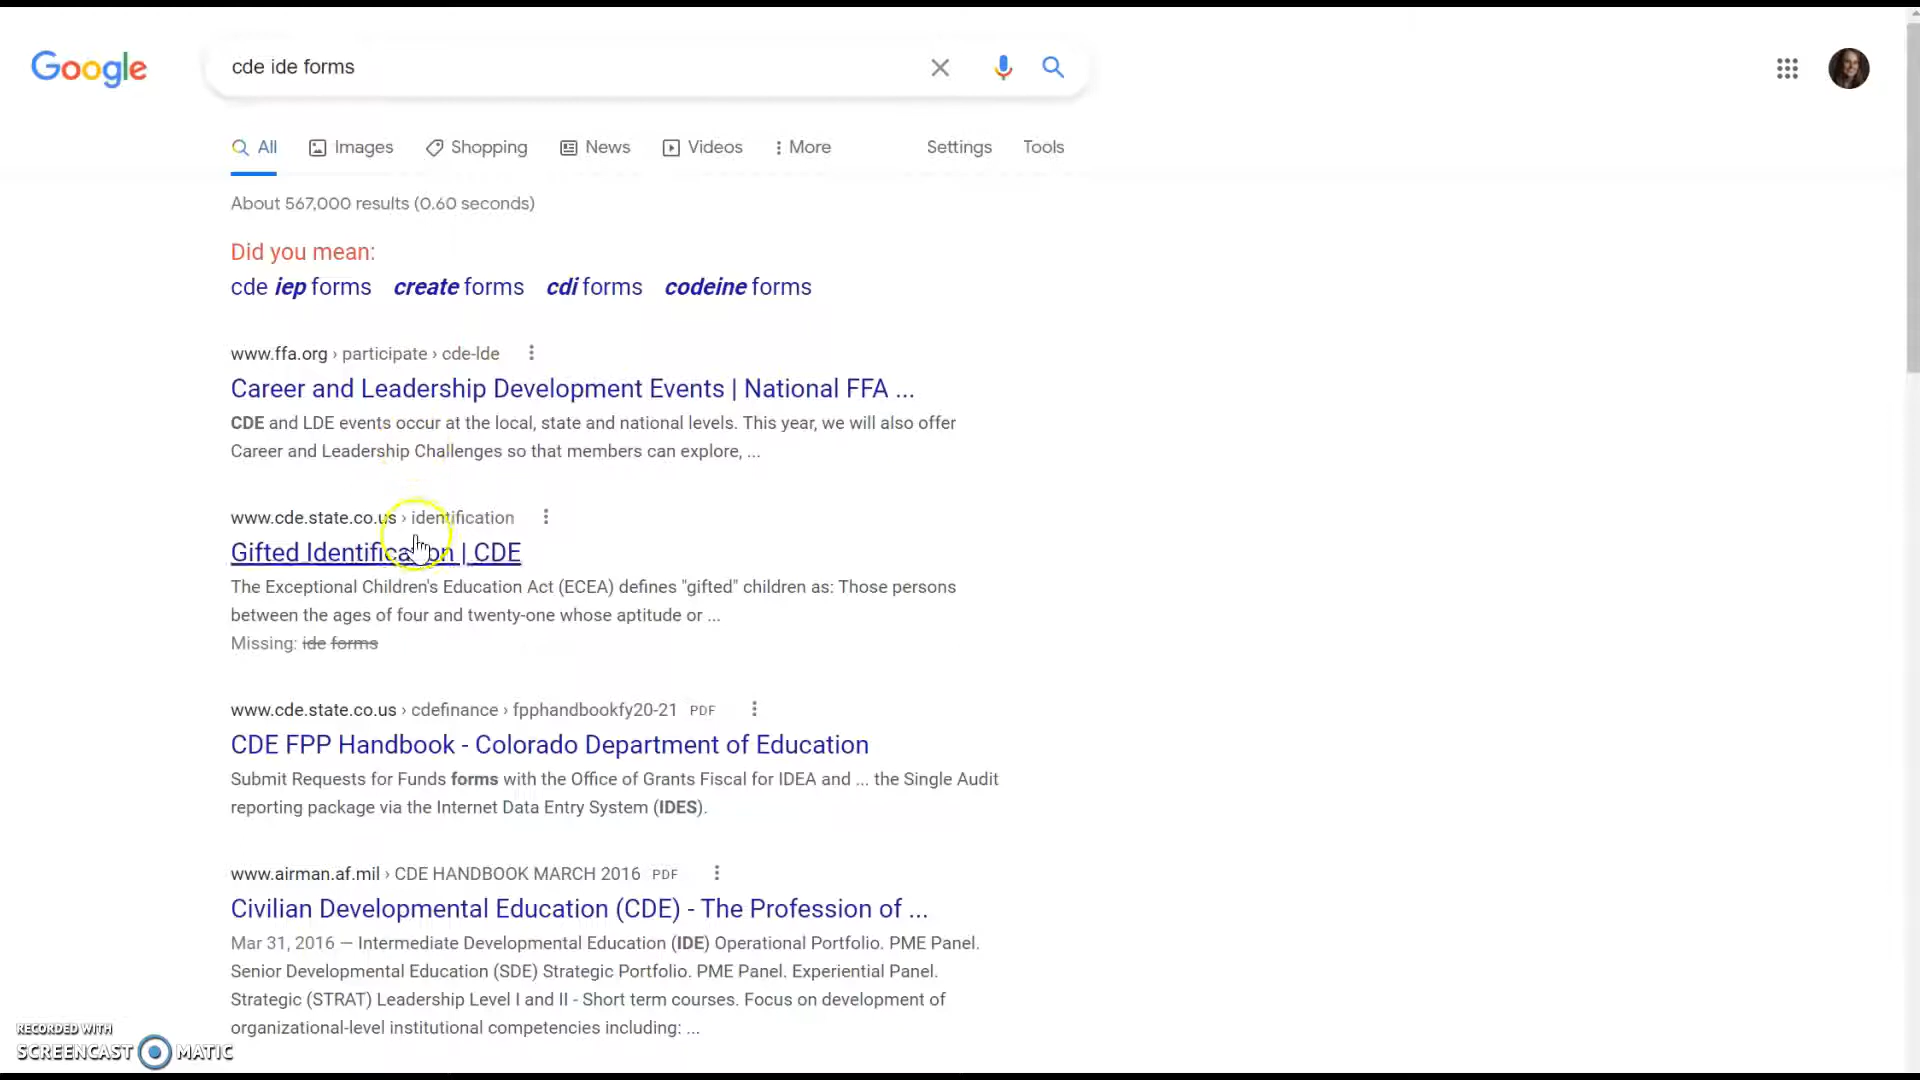 Google
cde ide forms
All Images Shopping News Videos More Settings Tools
About 567,000 results (0.60 seconds)
Did you mean:
cde iep forms create forms cdi forms codeine forms
www.ffa.org › participate › cde-lde
Career and Leadership Development Events | National FFA ...
CDE and LDE events occur at the local, state and national levels. This year, we will also offer
Career and Leadership Challenges so that members can explore, ...
www.cde.state.co.us › identification
Gifted Identification | CDE
The Exceptional Children's Education Act (ECEA) defines "gifted" children as: Those persons
between the ages of four and twenty-one whose aptitude or ...
Missing: ide forms
www.cde.state.co.us › cdefinance › fpphandbookfy20-21 PDF
CDE FPP Handbook - Colorado Department of Education
Submit Requests for Funds forms with the Office of Grants Fiscal for IDEA and ... the Single Audit
reporting package via the Internet Data Entry System (IDES).
www.airman.af.mil › CDE HANDBOOK MARCH 2016 PDF
Civilian Developmental Education (CDE) - The Profession of ...
Mar 31, 2016 — Intermediate Developmental Education (IDE) Operational Portfolio. PME Panel.
Senior Developmental Education (SDE) Strategic Portfolio. PME Panel. Experiential Panel.
Strategic (STRAT) Leadership Level I and II - Short term courses. Focus on development of
organizational-level institutional competencies including: ...
RECORDED WITH
SCREENCAST MATIC